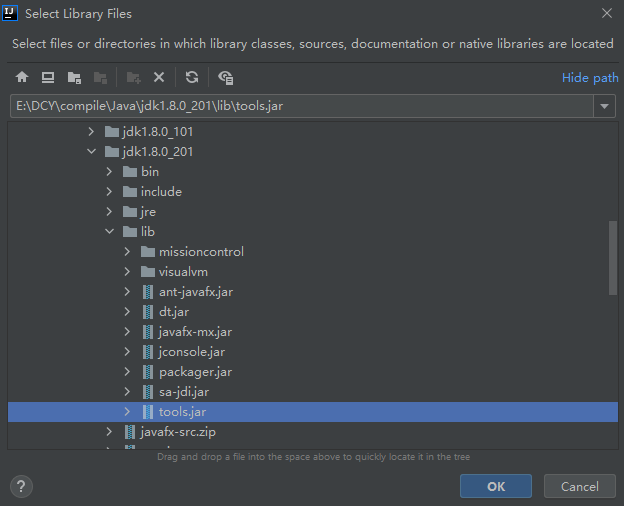 Select Library Files
Select files or directories in which library classes, sources, documentation or native libraries are located
Hide path
E:\DCY\compile\Java\jdk1.8.0_201\lib\tools.jar
jdk1.8.0_101
jdk1.8.0_201
bin
include
jre
lib
missioncontrol
visualvm
ant-javafx.jar
dt.jar
javafx-mx.jar
jconsole.jar
packager.jar
sa-jdi.jar
tools.jar
javafx-src.zip
Drag and drop a file into the space above to quickly locate it in the tree
? OK Cancel